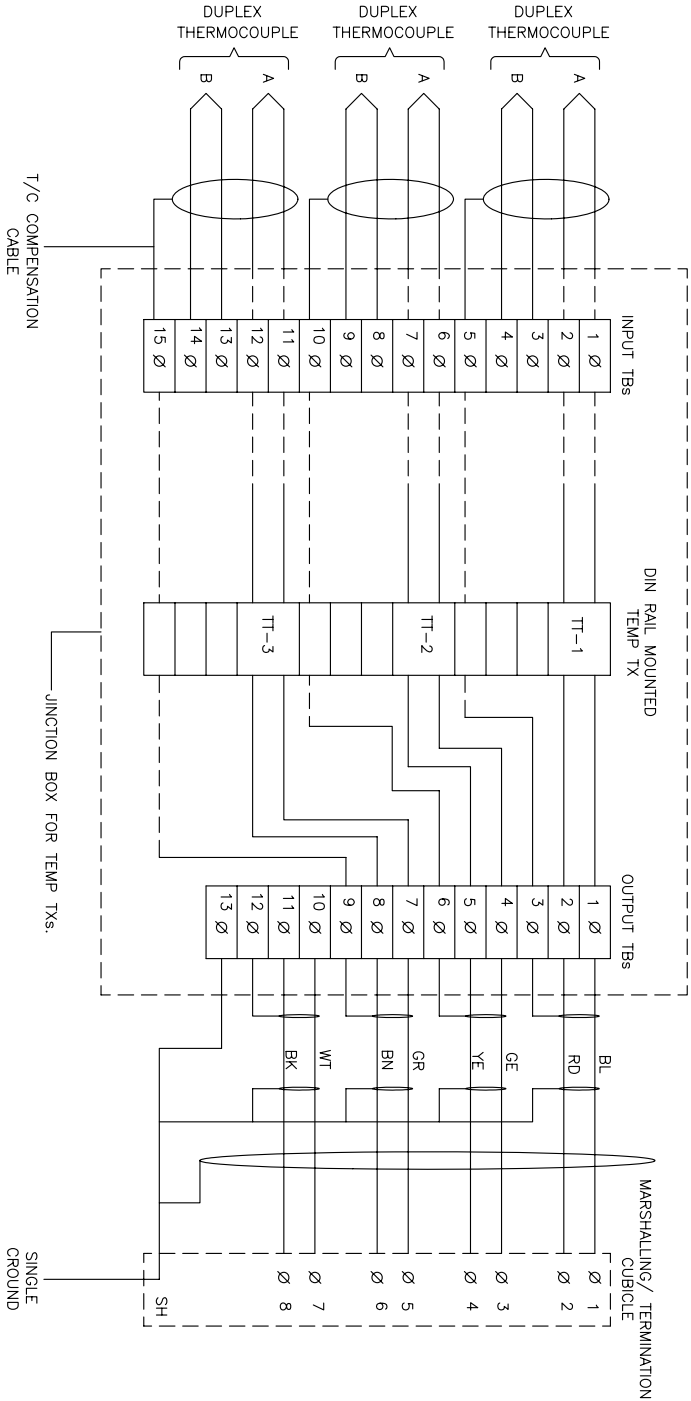 DUPLEX
THERMOCOUPLE
DUPLEX
THERMOCOUPLE
DUPLEX
THERMOCOUPLE
A
B
A
B
A
B
T/C COMPENSATION
CABLE
INPUT TBs
1 Ø
2 Ø
3 Ø
4 Ø
5 Ø
6 Ø
7 Ø
8 Ø
9 Ø
10 Ø
11 Ø
12 Ø
13 Ø
14 Ø
15 Ø
DIN RAIL MOUNTED
TEMP TX
TT-1
TT-2
TT-3
JINCTION BOX FOR TEMP TXs.
OUTPUT TBs
1 Ø
2 Ø
3 Ø
4 Ø
5 Ø
6 Ø
7 Ø
8 Ø
9 Ø
10 Ø
11 Ø
12 Ø
13 Ø
BL
RD
GE
YE
GR
BN
WT
BK
MARSHALLING/ TERMINATION
CUBICLE
Ø 1
Ø 2
Ø 3
Ø 4
Ø 5
Ø 6
Ø 7
Ø 8
SH
SINGLE
CROUND